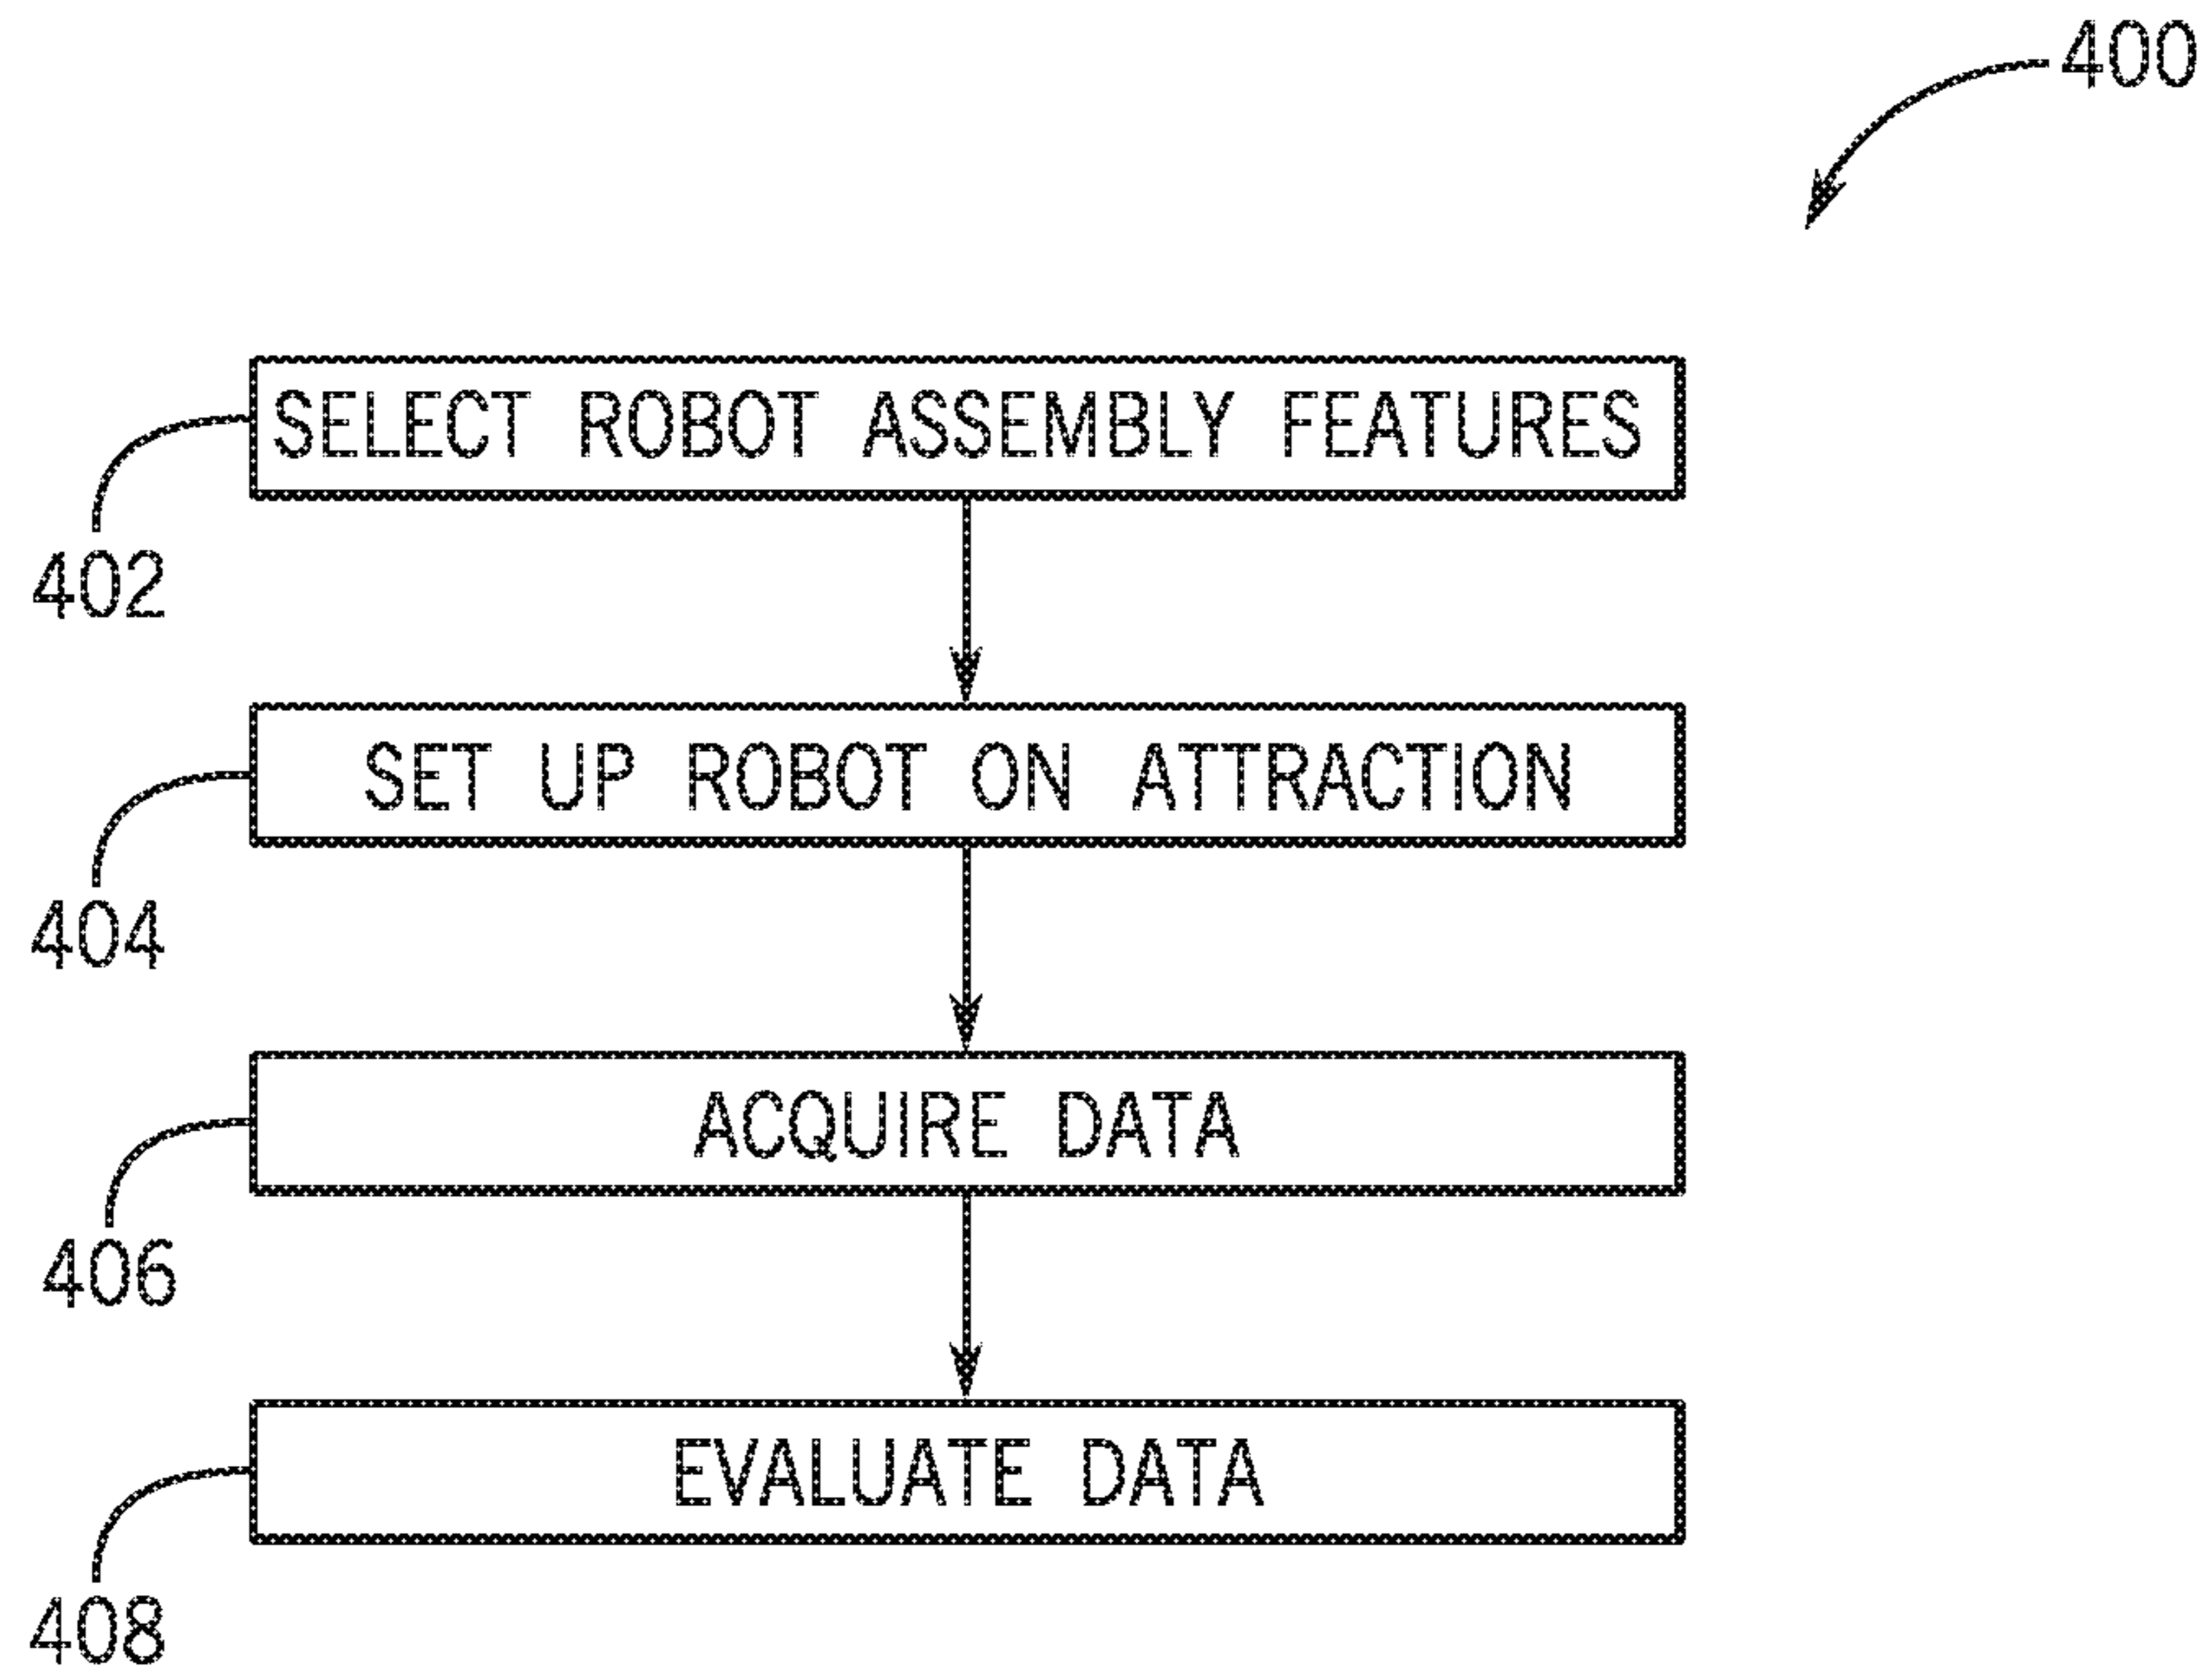 400
SELECT ROBOT ASSEMBLY FEATURES
402
SET UP ROBOT ON ATTRACTION
404
ACQUIRE DATA
406
EVALUATE DATA
408